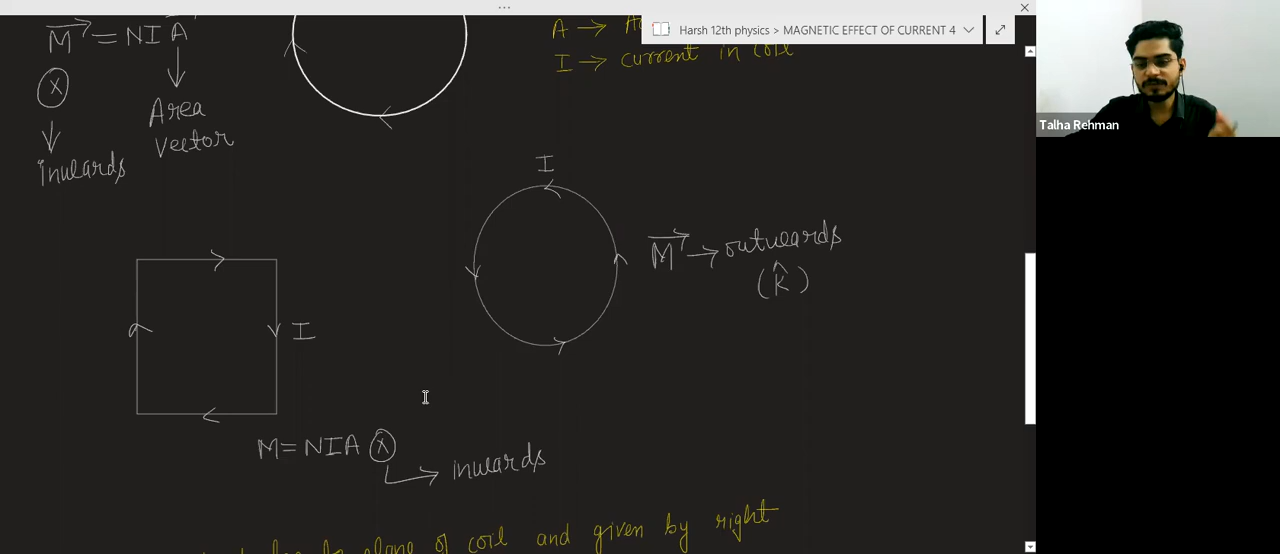 Harsh 12th physics > MAGNETIC EFFECT OF CURRENT 4
M = NIA
A →
I → current in coil
Talha Rehman
X
Area
vector
inwards
I
M → outwards
(k̂)
I
M = NIA X
inwards
plane of coil and given by right